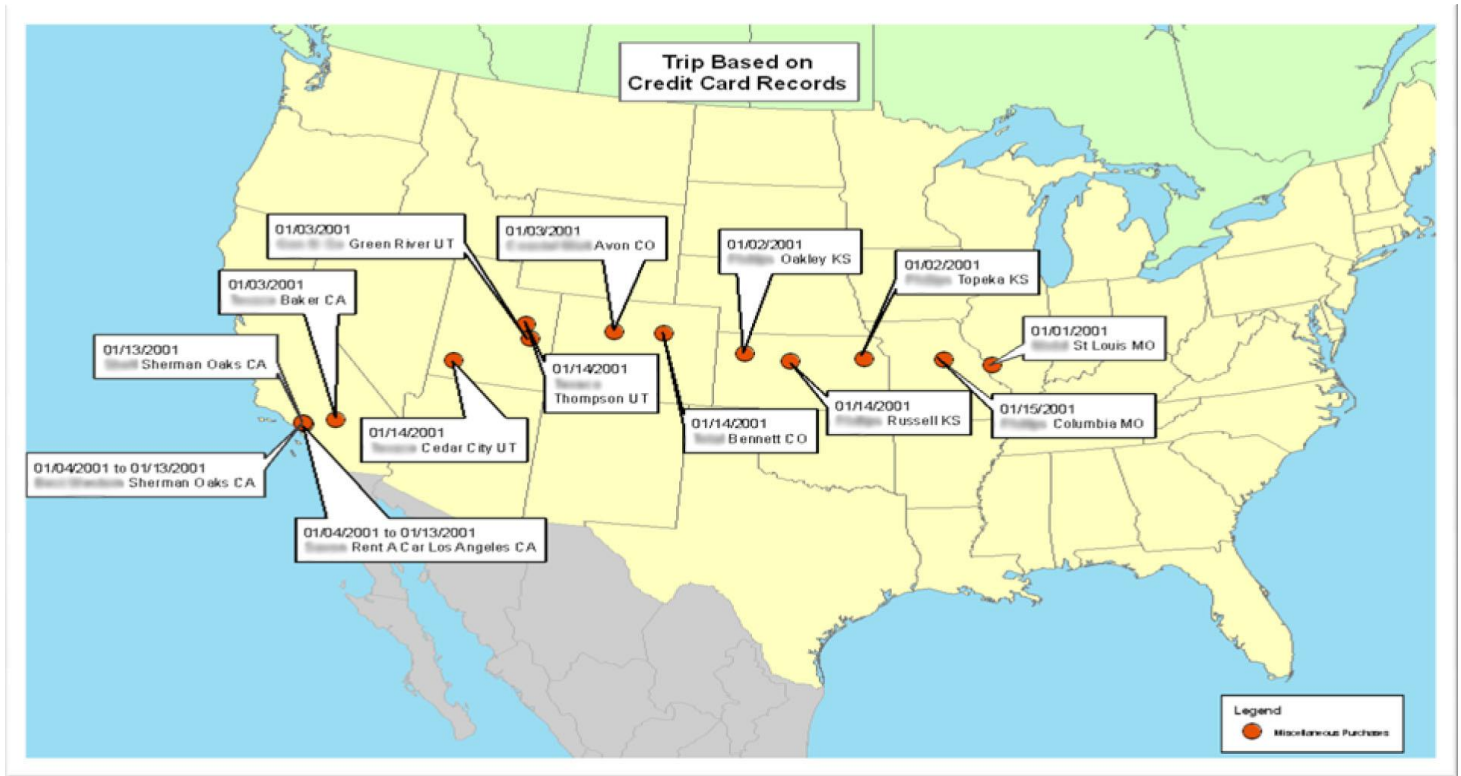 Trip Based on
Credit Card Records
01/03/2001
Green River UT
01/03/2001
Avon CO
01/02/2001
Oakley KS
01/02/2001
Topeka KS
01/03/2001
Baker CA
01/01/2001
St Louis MO
01/13/2001
Sherman Oaks CA
01/14/2001
Thompson UT
01/14/2001
Cedar City UT
01/14/2001
Bennett CO
01/14/2001
Russell KS
01/15/2001
Columbia MO
01/04/2001 to 01/13/2001
Sherman Oaks CA
01/04/2001 to 01/13/2001
Rent A Car Los Angeles CA
Legend
Miscellaneous Purchases